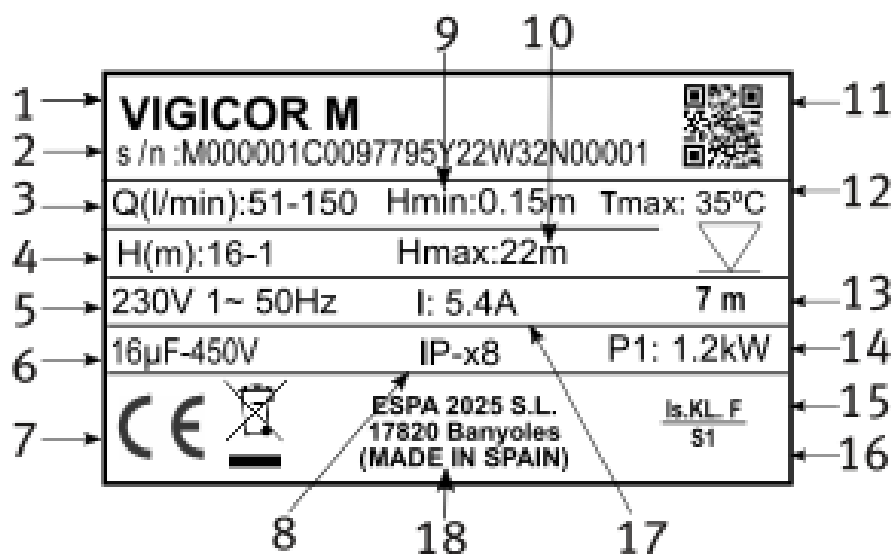 9 10
1 VIGICOR M 11
2 s/n :M000001C0097795Y22W32N00001
3 Q(l/min):51-150 Hmin:0.15m Tmax: 35ºC 12
4 H(m):16-1 Hmax:22m
5 230V 1~ 50Hz I: 5.4A 7 m 13
6 16µF-450V IP-x8 P1: 1.2kW 14
7 CE ESPA 2025 S.L. Is.KL. F 15
17820 Banyoles S1 16
(MADE IN SPAIN)
8 18 17